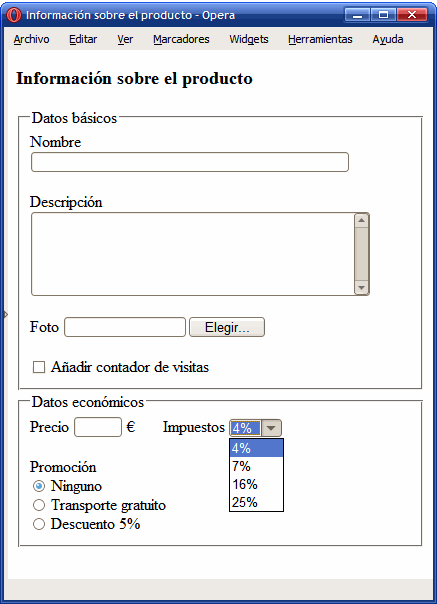 Información sobre el producto - Opera
Archivo Editar Ver Marcadores Widgets Herramientas Ayuda
Información sobre el producto
Datos básicos
Nombre
Descripción
Foto Elegir...
Añadir contador de visitas
Datos económicos
Precio € Impuestos 4%
4%
7%
16%
25%
Promoción
Ninguno
Transporte gratuito
Descuento 5%